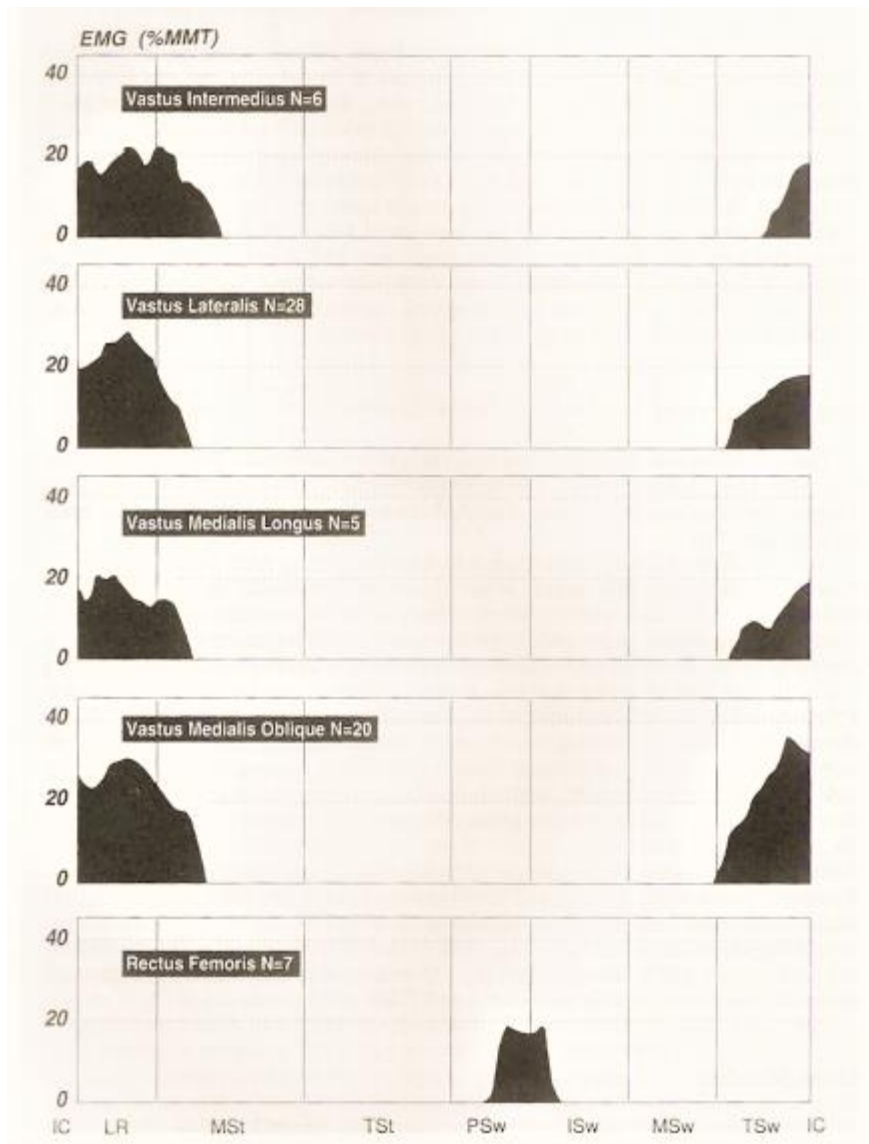 EMG (%MMT)
40
Vastus Intermedius N=6
20
0
40
Vastus Lateralis N=28
20
0
40
Vastus Medialis Longus N=5
20
0
40
Vastus Medialis Oblique N=20
20
0
40
Rectus Femoris N=7
20
0
IC LR MSt TSt PSw ISw MSw TSw IC